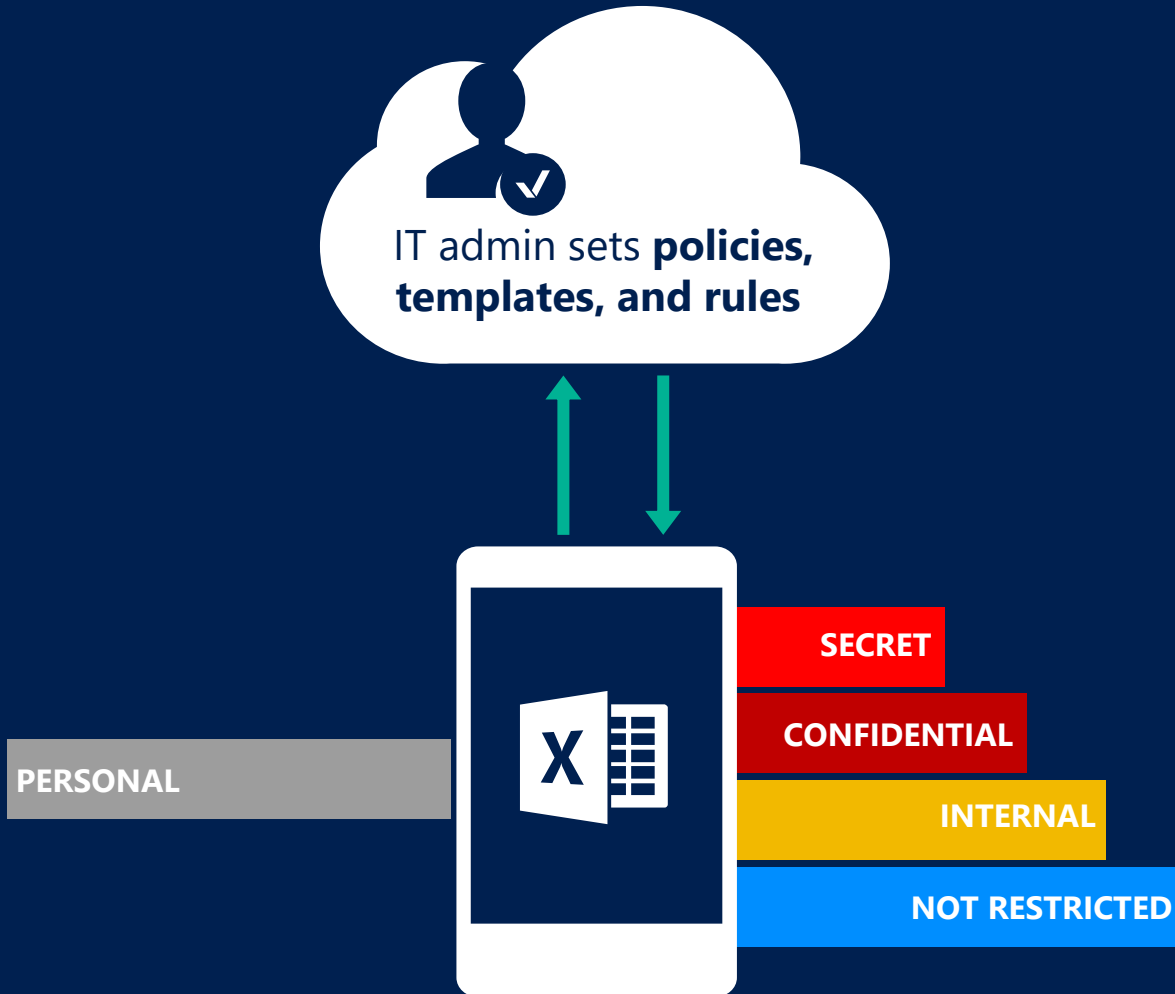 IT admin sets policies,
templates, and rules
SECRET
CONFIDENTIAL
PERSONAL
X
INTERNAL
NOT RESTRICTED